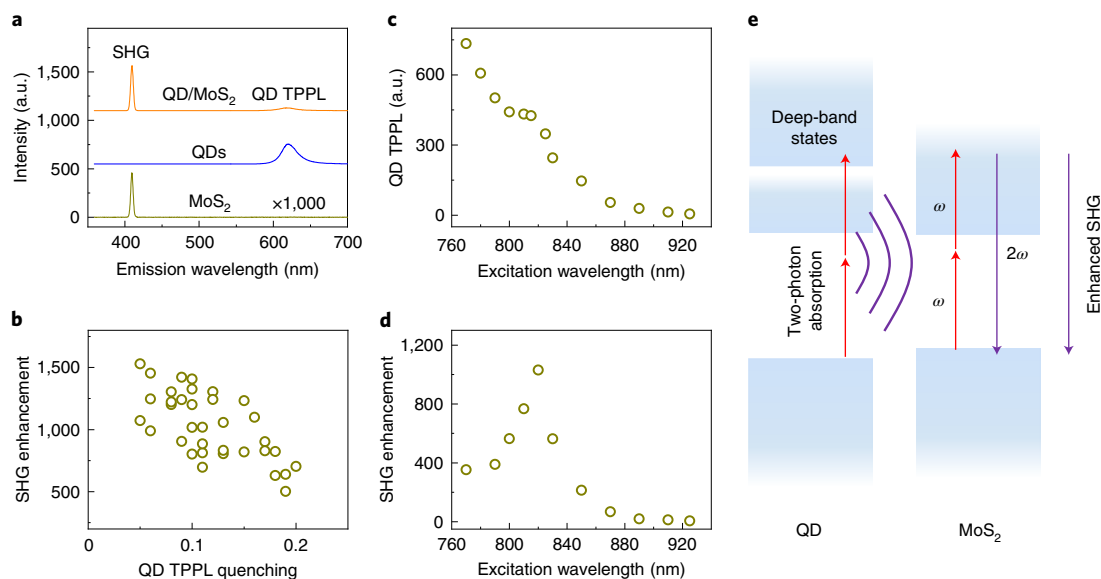 a
SHG
QD/MoS2
QD TPPL
QDs
MoS2
×1,000
1,500
1,000
500
0
400
500
600
700
Intensity (a.u.)
Emission wavelength (nm)
b
1,500
1,000
500
0
0.1
0.2
SHG enhancement
QD TPPL quenching
c
600
300
0
760
800
840
880
920
QD TPPL (a.u.)
Excitation wavelength (nm)
d
1,200
800
400
0
760
800
840
880
920
SHG enhancement
Excitation wavelength (nm)
e
Deep-band
states
Two-photon
absorption
ω
ω
2ω
Enhanced SHG
QD
MoS2